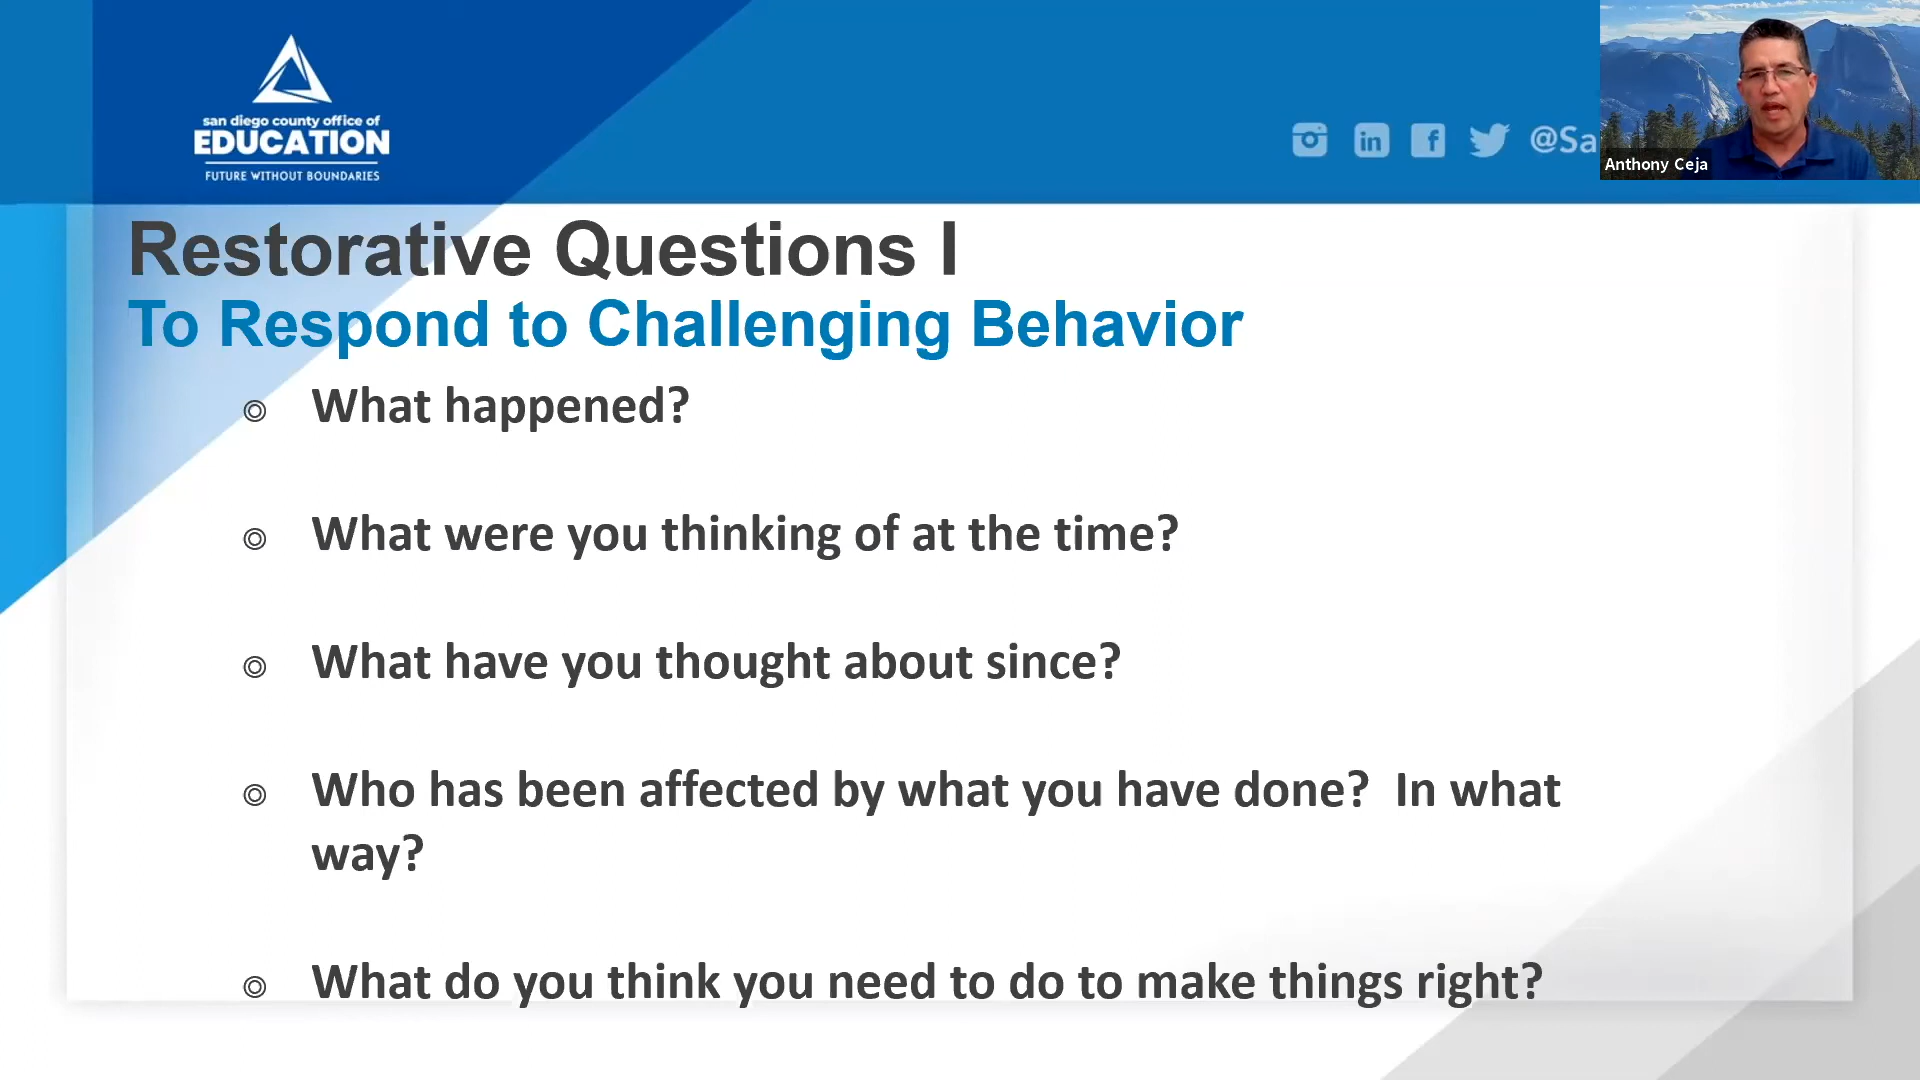 san diego county office of
EDUCATION
FUTURE WITHOUT BOUNDARIES
in f @Sa
Anthony Ceja
Restorative Questions I
To Respond to Challenging Behavior
◎ What happened?
◎ What were you thinking of at the time?
◎ What have you thought about since?
◎ Who has been affected by what you have done?  In what
way?
◎ What do you think you need to do to make things right?